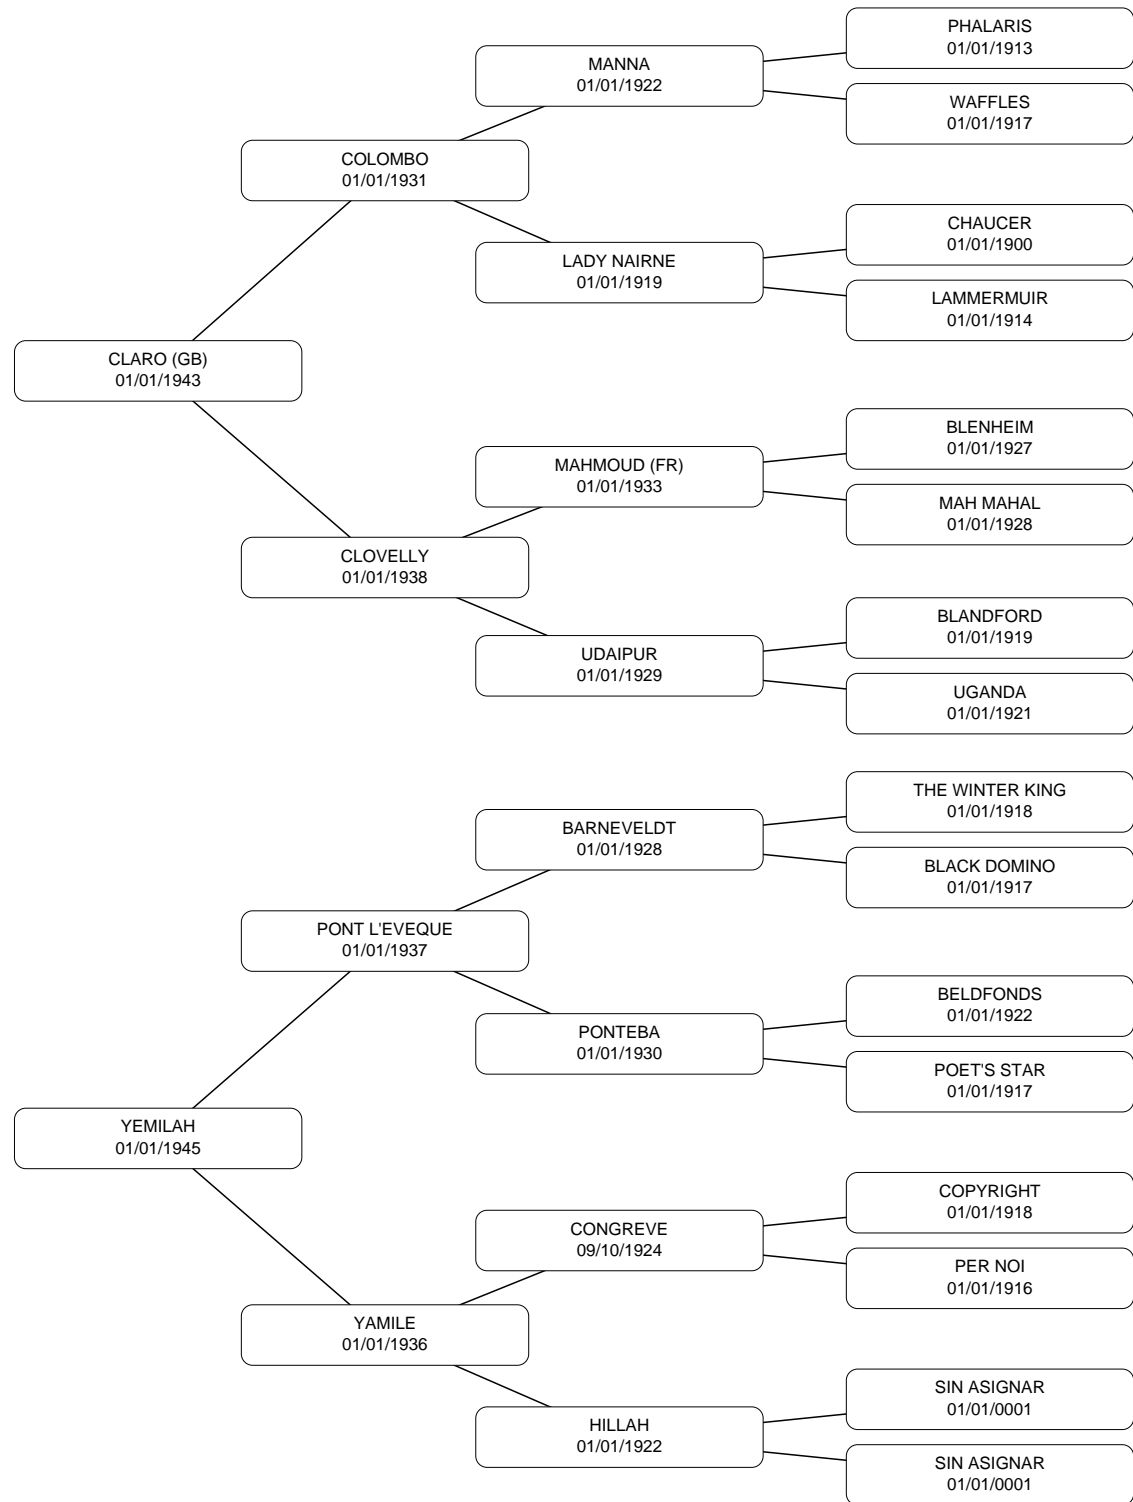 PHALARIS
01/01/1913
MANNA
01/01/1922
WAFFLES
01/01/1917
COLOMBO
01/01/1931
CHAUCER
01/01/1900
LADY NAIRNE
01/01/1919
LAMMERMUIR
01/01/1914
CLARO (GB)
01/01/1943
BLENHEIM
01/01/1927
MAHMOUD (FR)
01/01/1933
MAH MAHAL
01/01/1928
CLOVELLY
01/01/1938
BLANDFORD
01/01/1919
UDAIPUR
01/01/1929
UGANDA
01/01/1921
THE WINTER KING
01/01/1918
BARNEVELDT
01/01/1928
BLACK DOMINO
01/01/1917
PONT L'EVEQUE
01/01/1937
BELDFONDS
01/01/1922
PONTEBA
01/01/1930
POET'S STAR
01/01/1917
YEMILAH
01/01/1945
COPYRIGHT
01/01/1918
CONGREVE
09/10/1924
PER NOI
01/01/1916
YAMILE
01/01/1936
SIN ASIGNAR
01/01/0001
HILLAH
01/01/1922
SIN ASIGNAR
01/01/0001